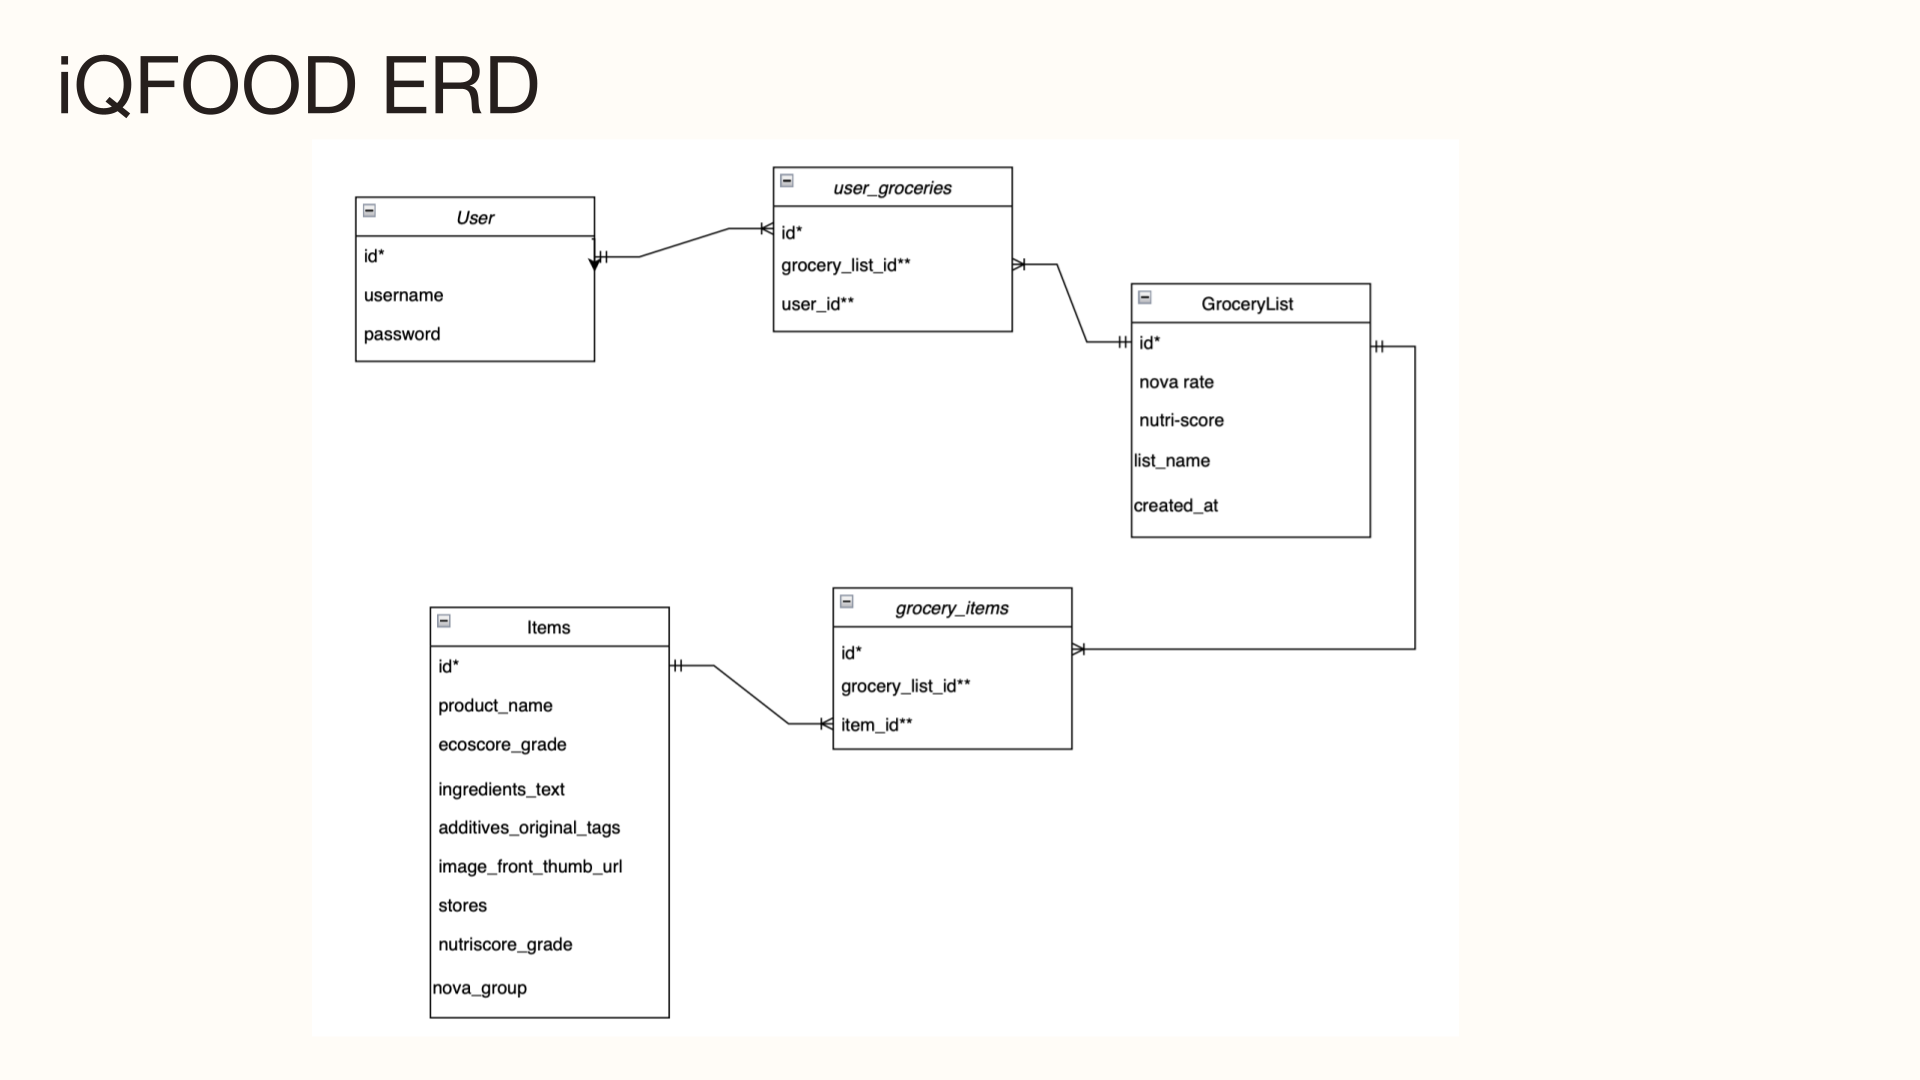 iQFOOD ERD
User
id*
username
password
user_groceries
id*
grocery_list_id**
user_id**
GroceryList
id*
nova rate
nutri-score
list_name
created_at
Items
id*
product_name
ecoscore_grade
ingredients_text
additives_original_tags
image_front_thumb_url
stores
nutriscore_grade
nova_group
grocery_items
id*
grocery_list_id**
item_id**